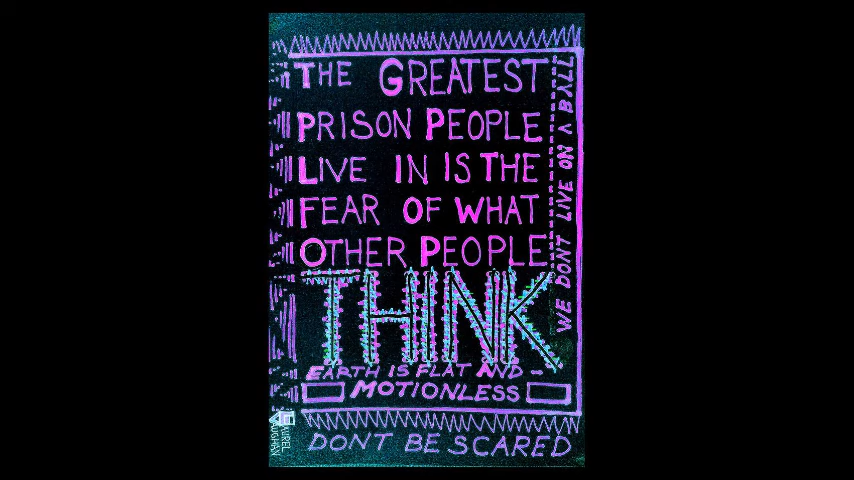 THE GREATEST
PRISON PEOPLE
LIVE IN IS THE
FEAR OF WHAT
OTHER PEOPLE
THINK
EARTH IS FLAT AND -
MOTIONLESS
DONT BE SCARED
WE DONT LIVE ON A BALL